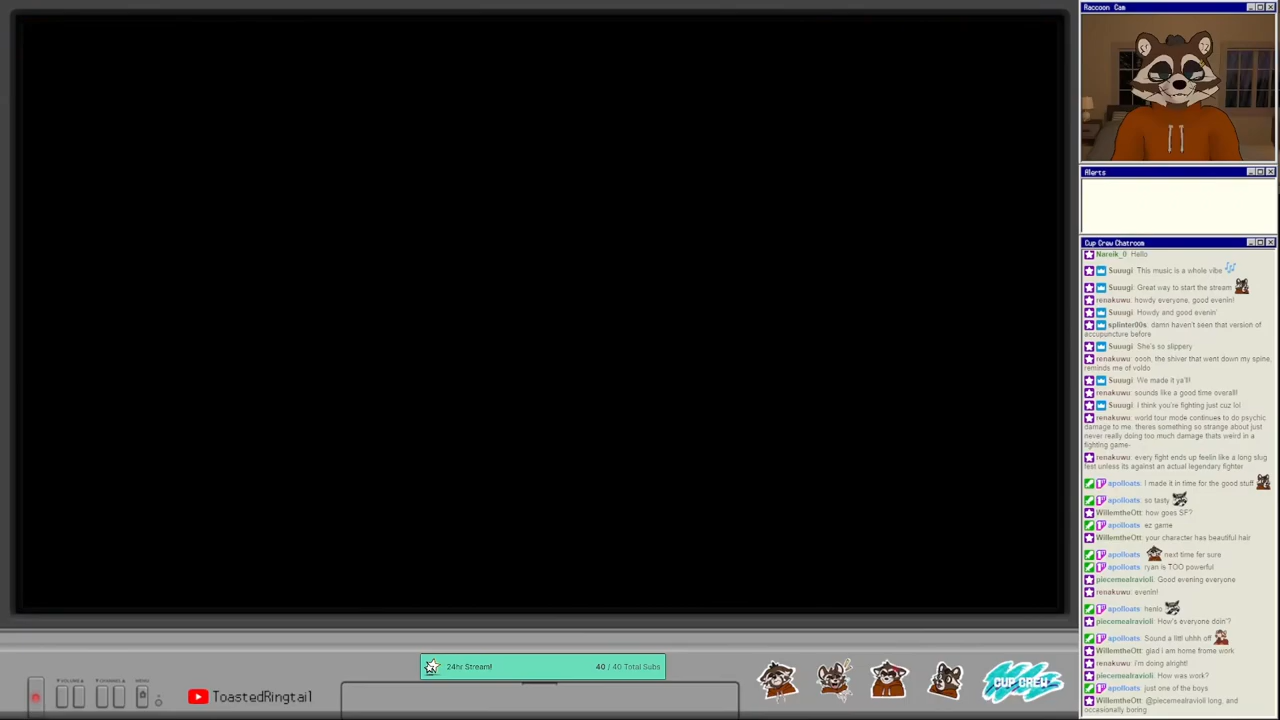 Raccoon Cam
Alerts
Cup Crew Chatroom
Nareik_0 Hello
Suuugi: This music is a whole vibe
Suuugi: Great way to start the stream
renakuwu: howdy everyone, good evenin!
Suuugi: Howdy and good evenin'
splinter00s: damn haven't seen that version of
accupuncture before
Suuugi: She's so slippery
renakuwu: oooh, the shiver that went down my spine,
reminds me of voldo
Suuugi: We made it ya'll!
renakuwu: sounds like a good time overall!
Suuugi: I think you're fighting just cuz lol
renakuwu: world tour mode continues to do psychic
damage to me. theres something so strange about just
never really doing too much damage thats weird in a
fighting game-
renakuwu: every fight ends up feelin like a long slug
fest unless its against an actual legendary fighter
apolloats: I made it in time for the good stuff
apolloats: so tasty
WillemtheOtt: how goes SF?
apolloats: ez game
WillemtheOtt: your character has beautiful hair
apolloats: next time fer sure
apolloats: ryan is TOO powerful
piecemealravioli: Good evening everyone
renakuwu: evenin!
apolloats: henlo
piecemealravioli: How's everyone doin'?
apolloats: Sound a littl uhhh off
WillemtheOtt: glad i am home frome work
renakuwu: i'm doing alright!
piecemealravioli: How was work?
apolloats: just one of the boys
WillemtheOtt: @piecemealravioli long, and
occasionally boring
24hr Stream! 40 / 40 Total Subs
ToastedRingtail
CUP CREW